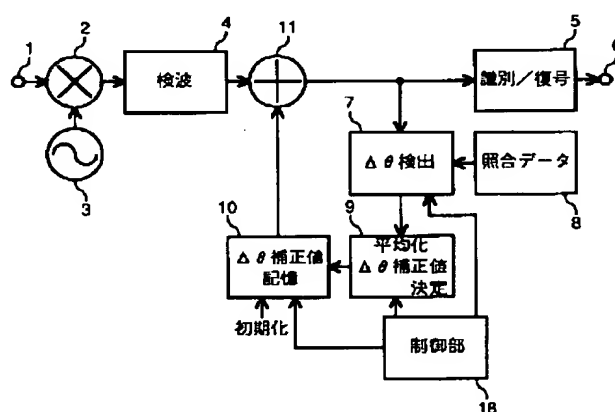 1
2
3
4
検波
11
5
識別/復号
6
7
Δθ検出
照合データ
8
10
Δθ補正値
記憶
初期化
9
平均化
Δθ補正値
決定
制御部
18